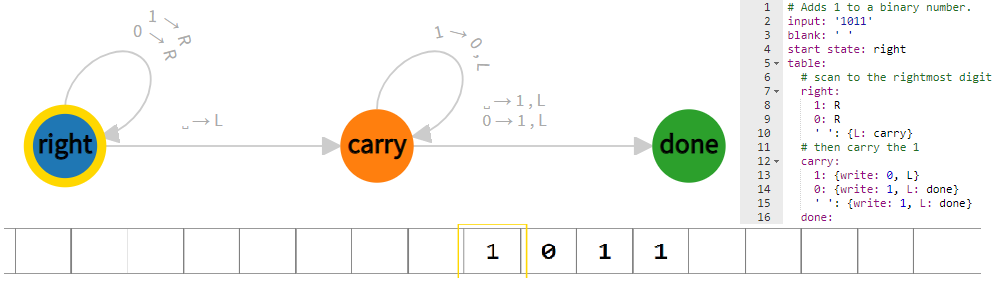 1→R
0→R
right
␣→L
1→0,L
carry
␣→1,L
0→1,L
done
1 # Adds 1 to a binary number.
2 input: '1011'
3 blank: ' '
4 start state: right
5 table:
6 # scan to the rightmost digit
7 right:
8 1: R
9 0: R
10 ' ': {L: carry}
11 # then carry the 1
12 carry:
13 1: {write: 0, L}
14 0: {write: 1, L: done}
15 ' ': {write: 1, L: done}
16 done:
1 0 1 1